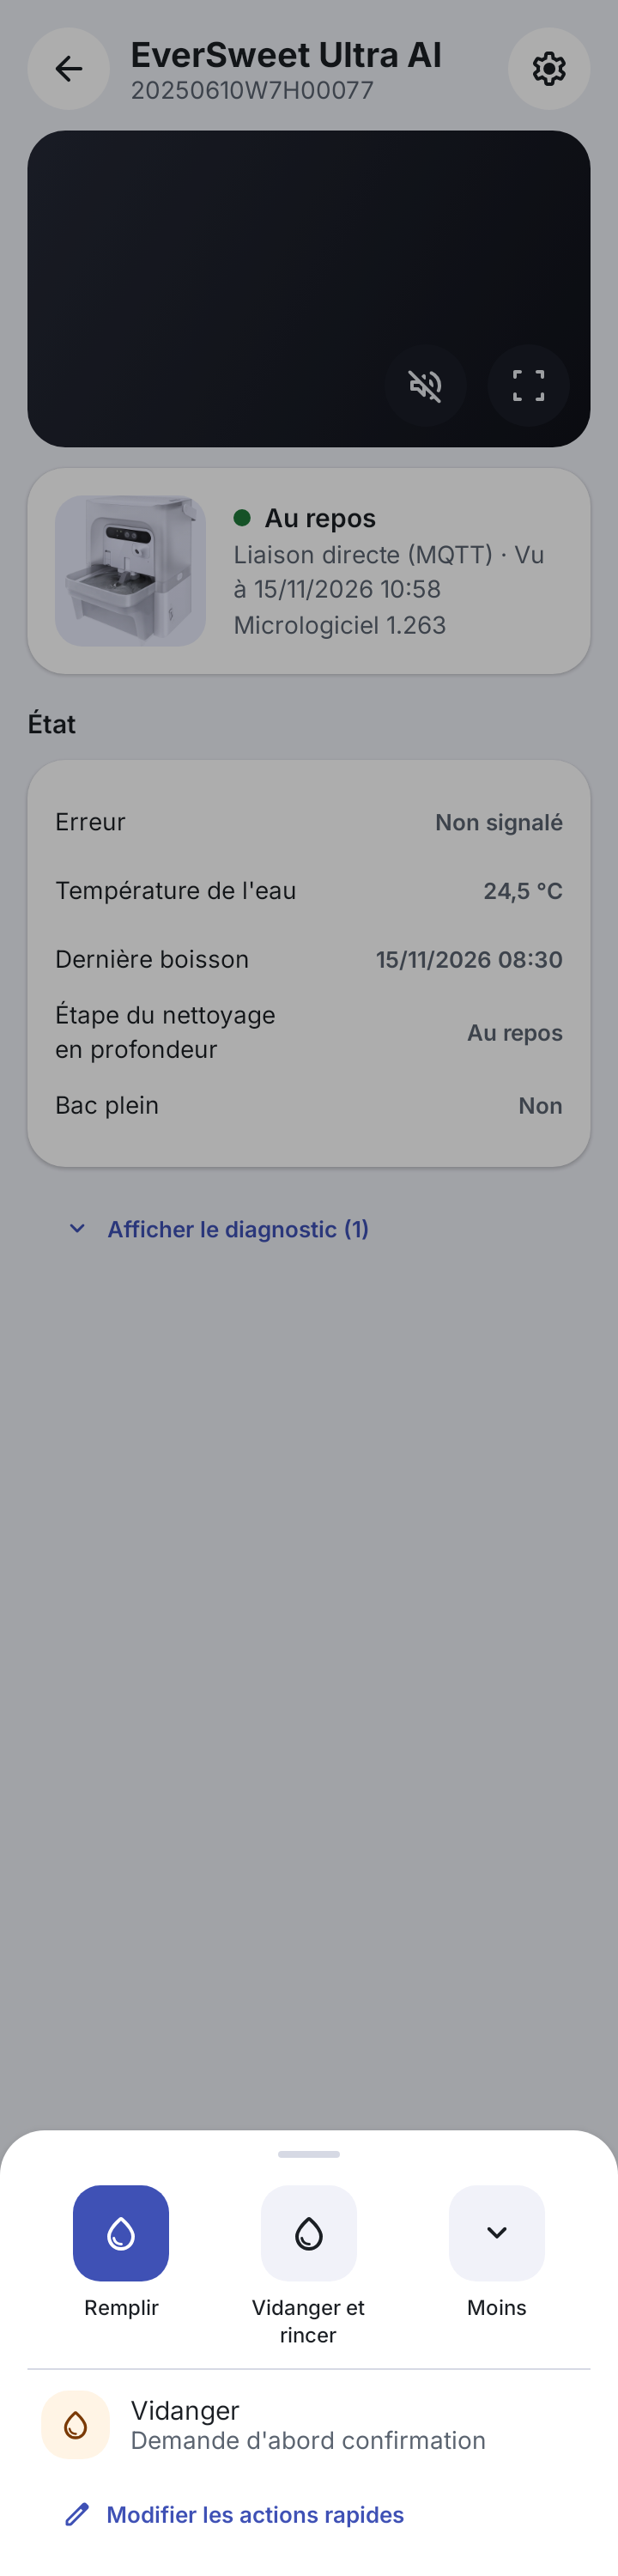 EverSweet Ultra AI
20250610W7H00077
Au repos
Liaison directe (MQTT) · Vu
à 15/11/2026 10:58
Micrologiciel 1.263
État
Erreur
Non signalé
Température de l'eau
24,5 °C
Dernière boisson
15/11/2026 08:30
Étape du nettoyage
en profondeur
Au repos
Bac plein
Non
Afficher le diagnostic (1)
Remplir
Vidanger et
rincer
Moins
Vidanger
Demande d'abord confirmation
Modifier les actions rapides